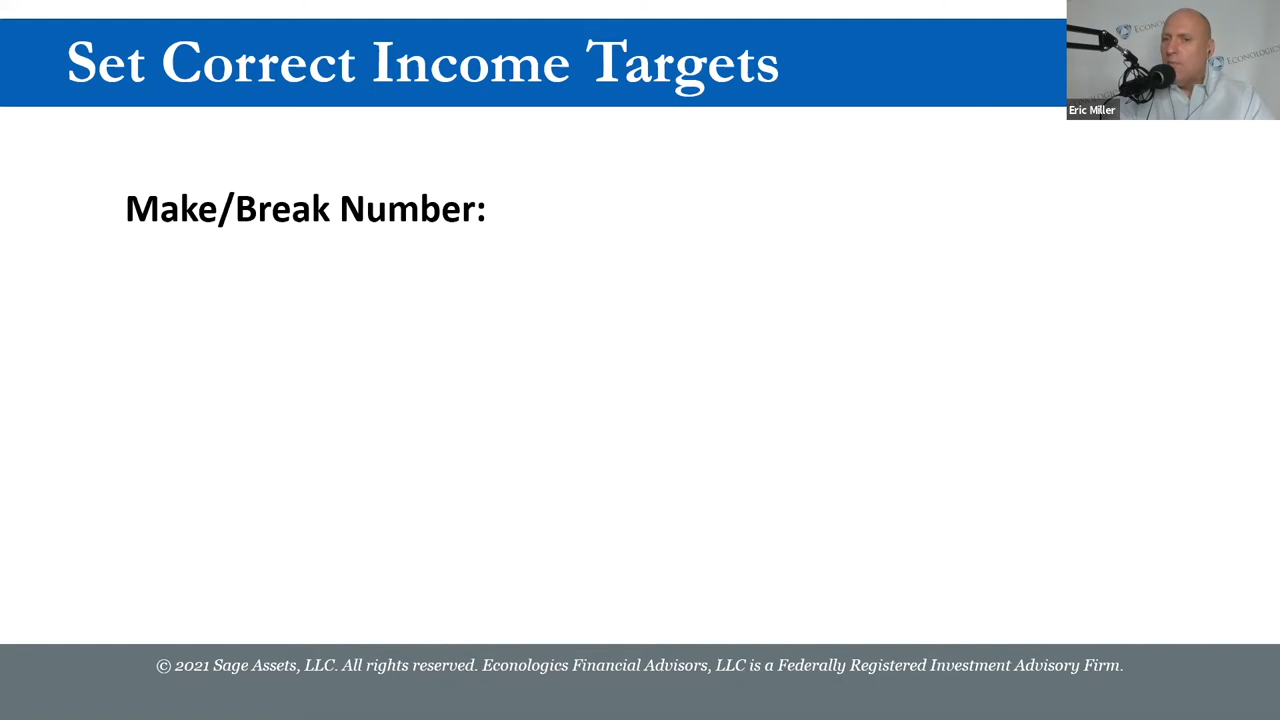 Set Correct Income Targets
ECONOLOGICS
Eric Miller
Make/Break Number:
© 2021 Sage Assets, LLC. All rights reserved. Econologics Financial Advisors, LLC is a Federally Registered Investment Advisory Firm.